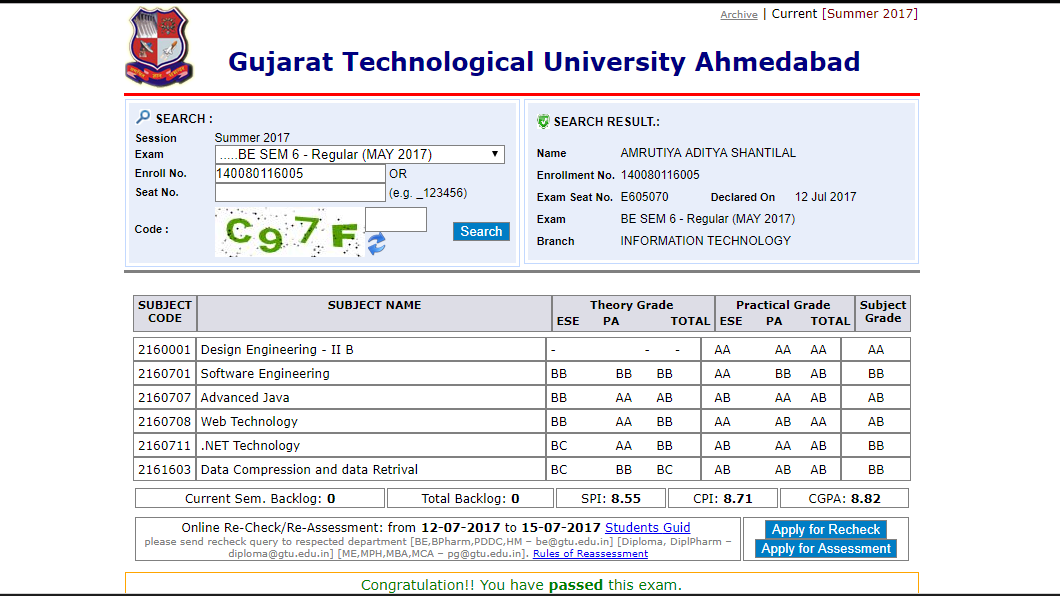 Archive | Current [Summer 2017]
Gujarat Technological University Ahmedabad
SEARCH :
Session Summer 2017
Exam .....BE SEM 6 - Regular (MAY 2017)
Enroll No. 140080116005 OR
Seat No. (e.g. _123456)
Code : C97F Search
SEARCH RESULT.:
Name AMRUTIYA ADITYA SHANTILAL
Enrollment No. 140080116005
Exam Seat No. E605070 Declared On 12 Jul 2017
Exam BE SEM 6 - Regular (MAY 2017)
Branch INFORMATION TECHNOLOGY
SUBJECT CODE SUBJECT NAME Theory Grade Practical Grade Subject Grade
ESE PA TOTAL ESE PA TOTAL
2160001 Design Engineering - II B - - - AA AA AA AA
2160701 Software Engineering BB BB BB AA BB AB BB
2160707 Advanced Java BB AA AB AB AA AB AB
2160708 Web Technology BB AA BB AA AB AA AB
2160711 .NET Technology BC AA BB AB AA AB BB
2161603 Data Compression and data Retrival BC BB BC AB AB AB BB
Current Sem. Backlog: 0 Total Backlog: 0 SPI: 8.55 CPI: 8.71 CGPA: 8.82
Online Re-Check/Re-Assessment: from 12-07-2017 to 15-07-2017 Students Guid
please send recheck query to respected department [BE,BPharm,PDDC,HM – be@gtu.edu.in] [Diploma, DiplPharm –
diploma@gtu.edu.in] [ME,MPH,MBA,MCA – pg@gtu.edu.in]. Rules of Reassessment
Apply for Recheck
Apply for Assessment
Congratulation!! You have passed this exam.